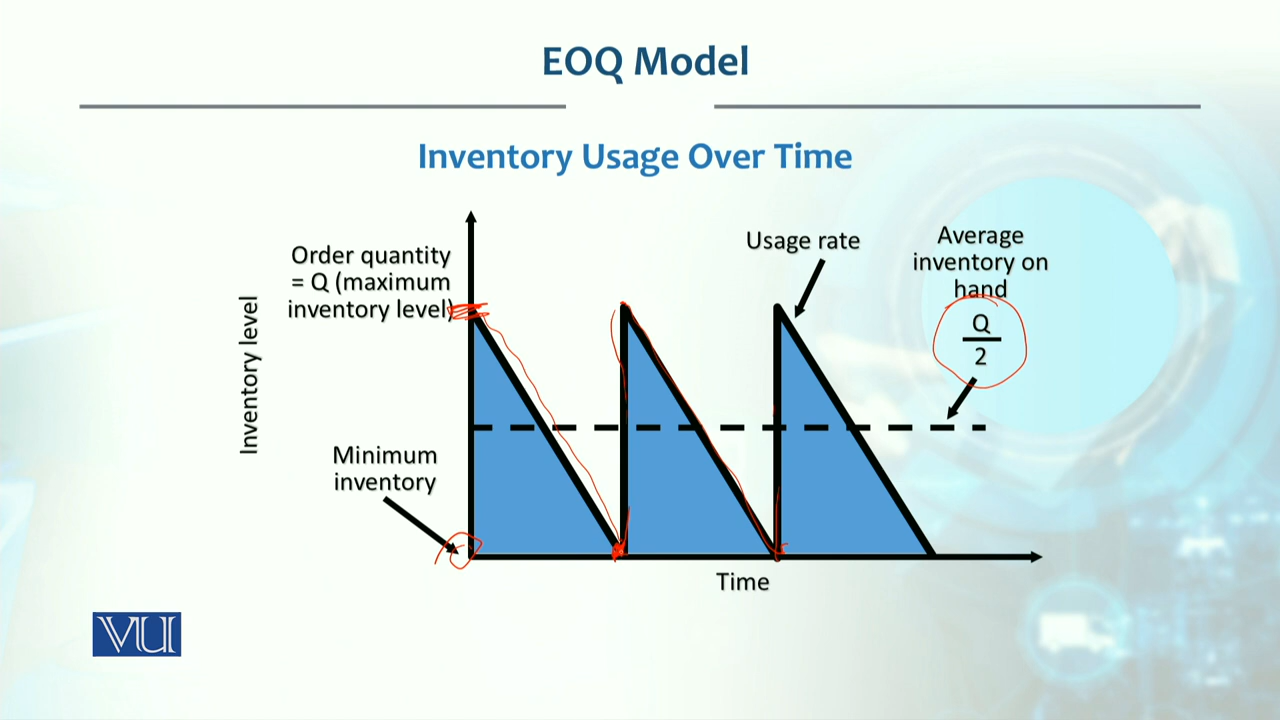 EOQ Model
Inventory Usage Over Time
Order quantity
= Q (maximum
inventory level)
Inventory level
Minimum
inventory
Usage rate
Average
inventory on
hand
Q
2
Time
VU